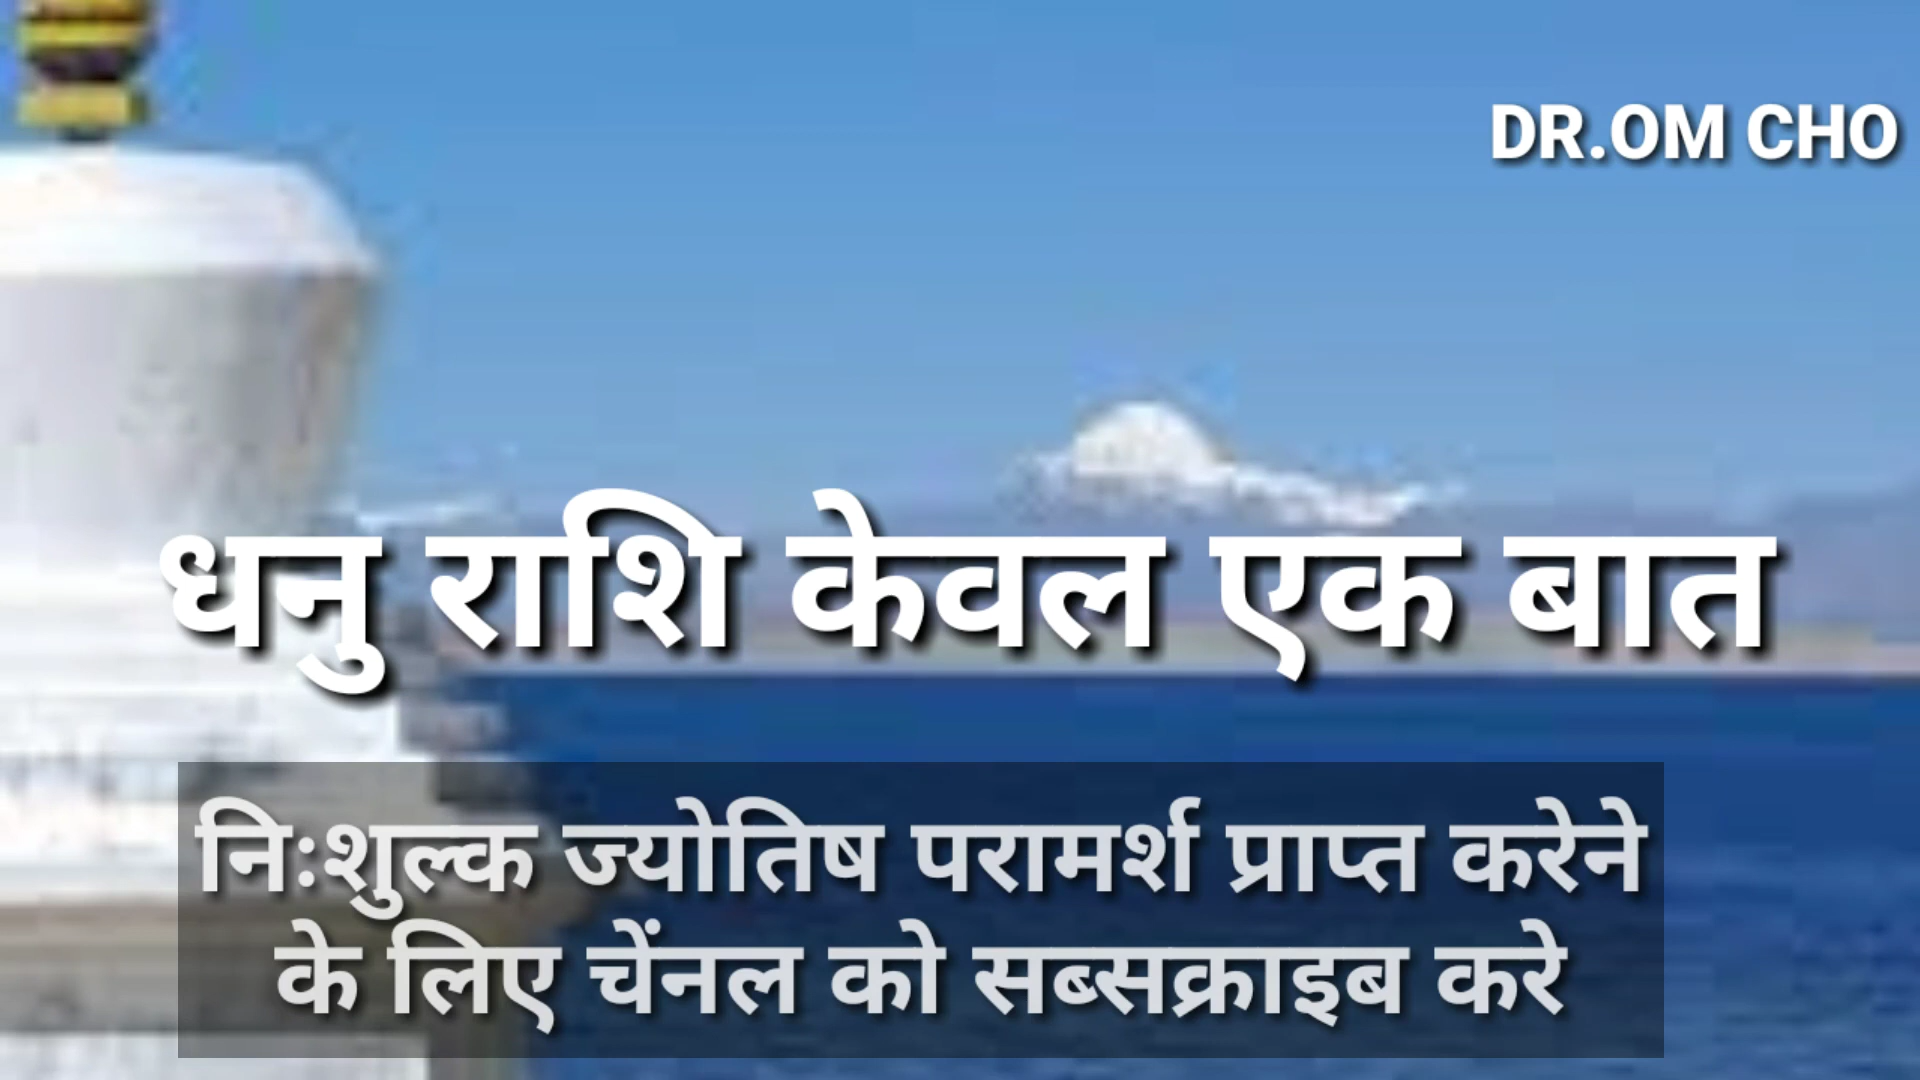 DR.OM CHO
धनु राशि केवल एक बात
निःशुल्क ज्योतिष परामर्श प्राप्त करेने
के लिए चेंनल को सब्सक्राइब करे